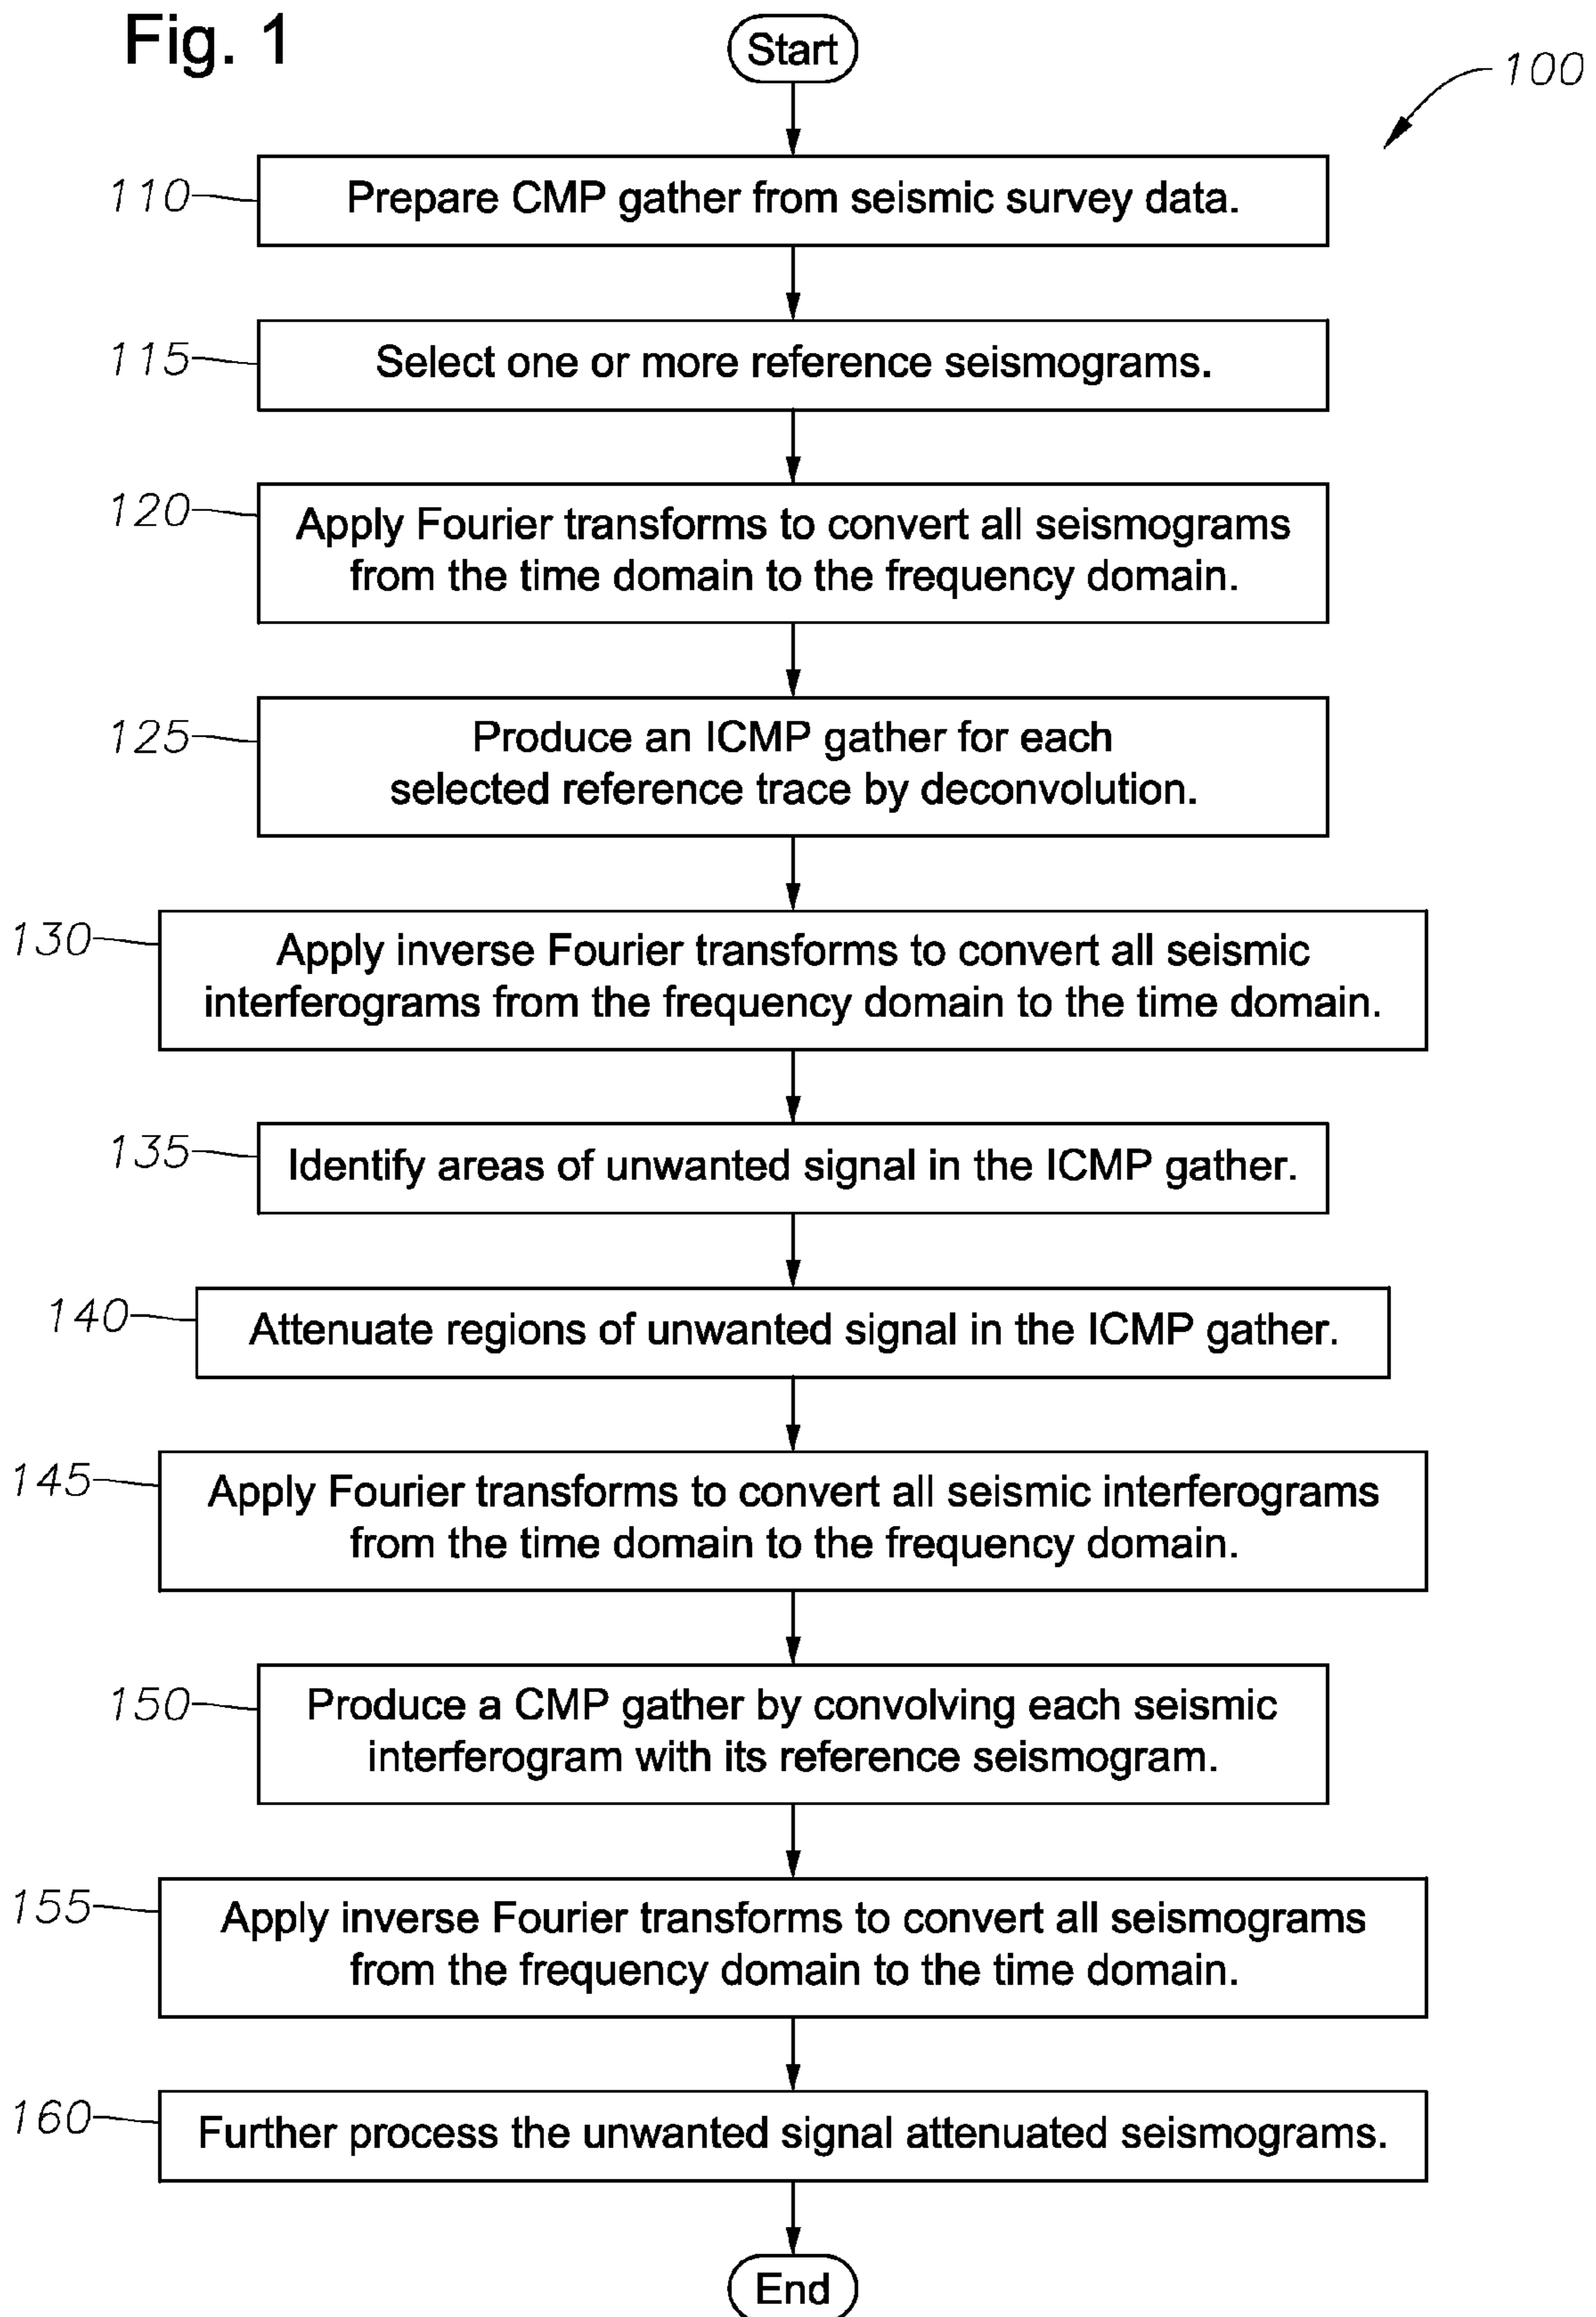 Fig. 1
Start
100
110
Prepare CMP gather from seismic survey data.
115
Select one or more reference seismograms.
120
Apply Fourier transforms to convert all seismograms
from the time domain to the frequency domain.
125
Produce an ICMP gather for each
selected reference trace by deconvolution.
130
Apply inverse Fourier transforms to convert all seismic
interferograms from the frequency domain to the time domain.
135
Identify areas of unwanted signal in the ICMP gather.
140
Attenuate regions of unwanted signal in the ICMP gather.
145
Apply Fourier transforms to convert all seismic interferograms
from the time domain to the frequency domain.
150
Produce a CMP gather by convolving each seismic
interferogram with its reference seismogram.
155
Apply inverse Fourier transforms to convert all seismograms
from the frequency domain to the time domain.
160
Further process the unwanted signal attenuated seismograms.
End